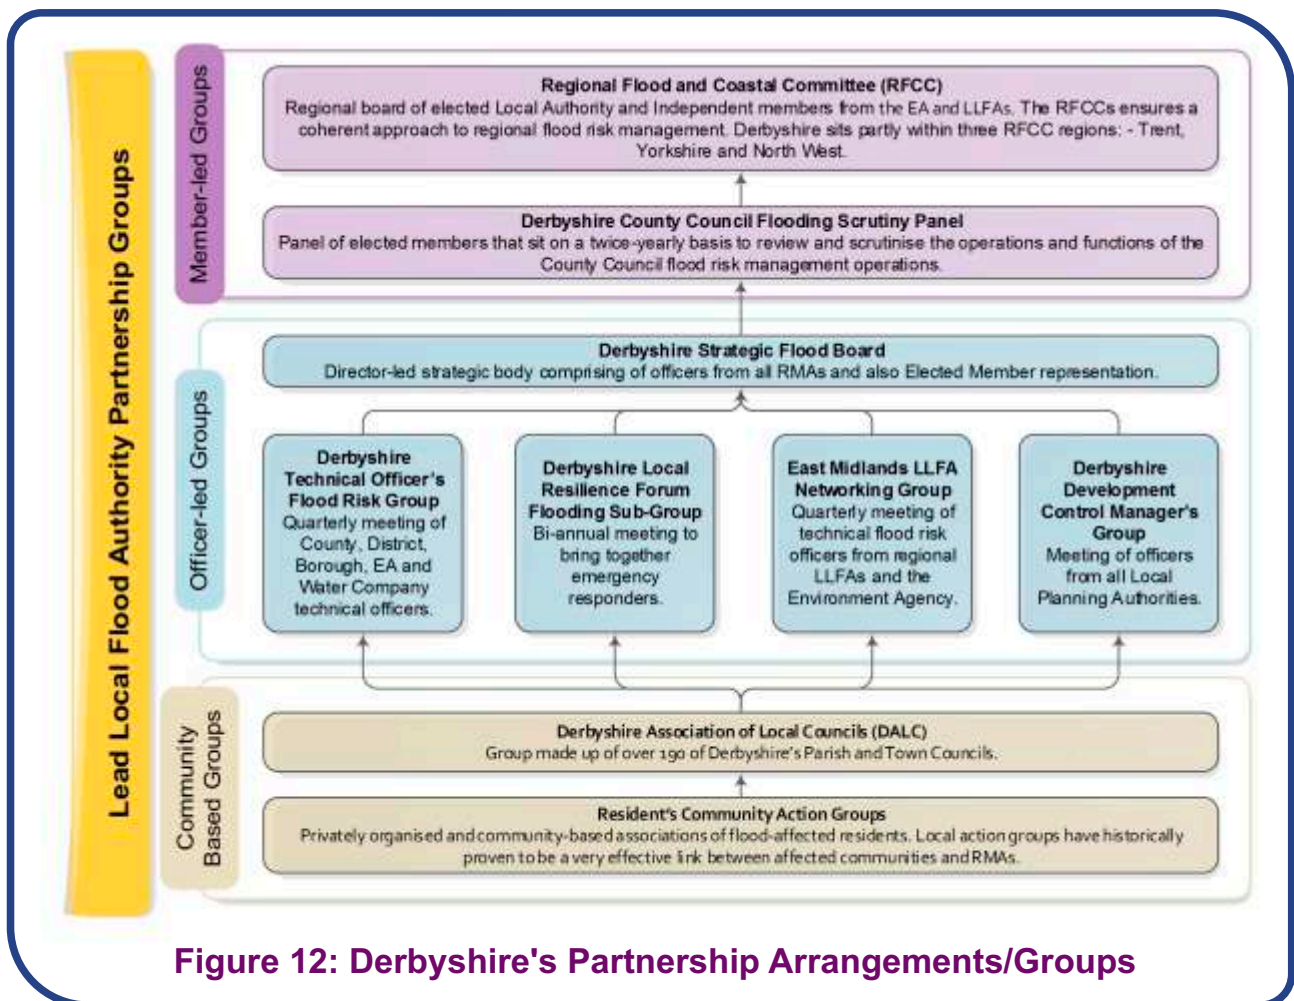 Lead Local Flood Authority Partnership Groups
Member-led Groups
Regional Flood and Coastal Committee (RFCC)
Regional board of elected Local Authority and Independent members from the EA and LLFAs. The RFCCs ensures a
coherent approach to regional flood risk management. Derbyshire sits partly within three RFCC regions: - Trent,
Yorkshire and North West.
Derbyshire County Council Flooding Scrutiny Panel
Panel of elected members that sit on a twice-yearly basis to review and scrutinise the operations and functions of the
County Council flood risk management operations.
Officer-led Groups
Derbyshire Strategic Flood Board
Director-led strategic body comprising of officers from all RMAs and also Elected Member representation.
Derbyshire
Technical Officer's
Flood Risk Group
Quarterly meeting of
County, District,
Borough, EA and
Water Company
technical officers.
Derbyshire Local
Resilience Forum
Flooding Sub-Group
Bi-annual meeting to
bring together
emergency
responders.
East Midlands LLFA
Networking Group
Quarterly meeting of
technical flood risk
officers from regional
LLFAs and the
Environment Agency.
Derbyshire
Development
Control Manager's
Group
Meeting of officers
from all Local
Planning Authorities.
Community
Based Groups
Derbyshire Association of Local Councils (DALC)
Group made up of over 190 of Derbyshire's Parish and Town Councils.
Resident's Community Action Groups
Privately organised and community-based associations of flood-affected residents. Local action groups have historically
proven to be a very effective link between affected communities and RMAs.
Figure 12: Derbyshire's Partnership Arrangements/Groups